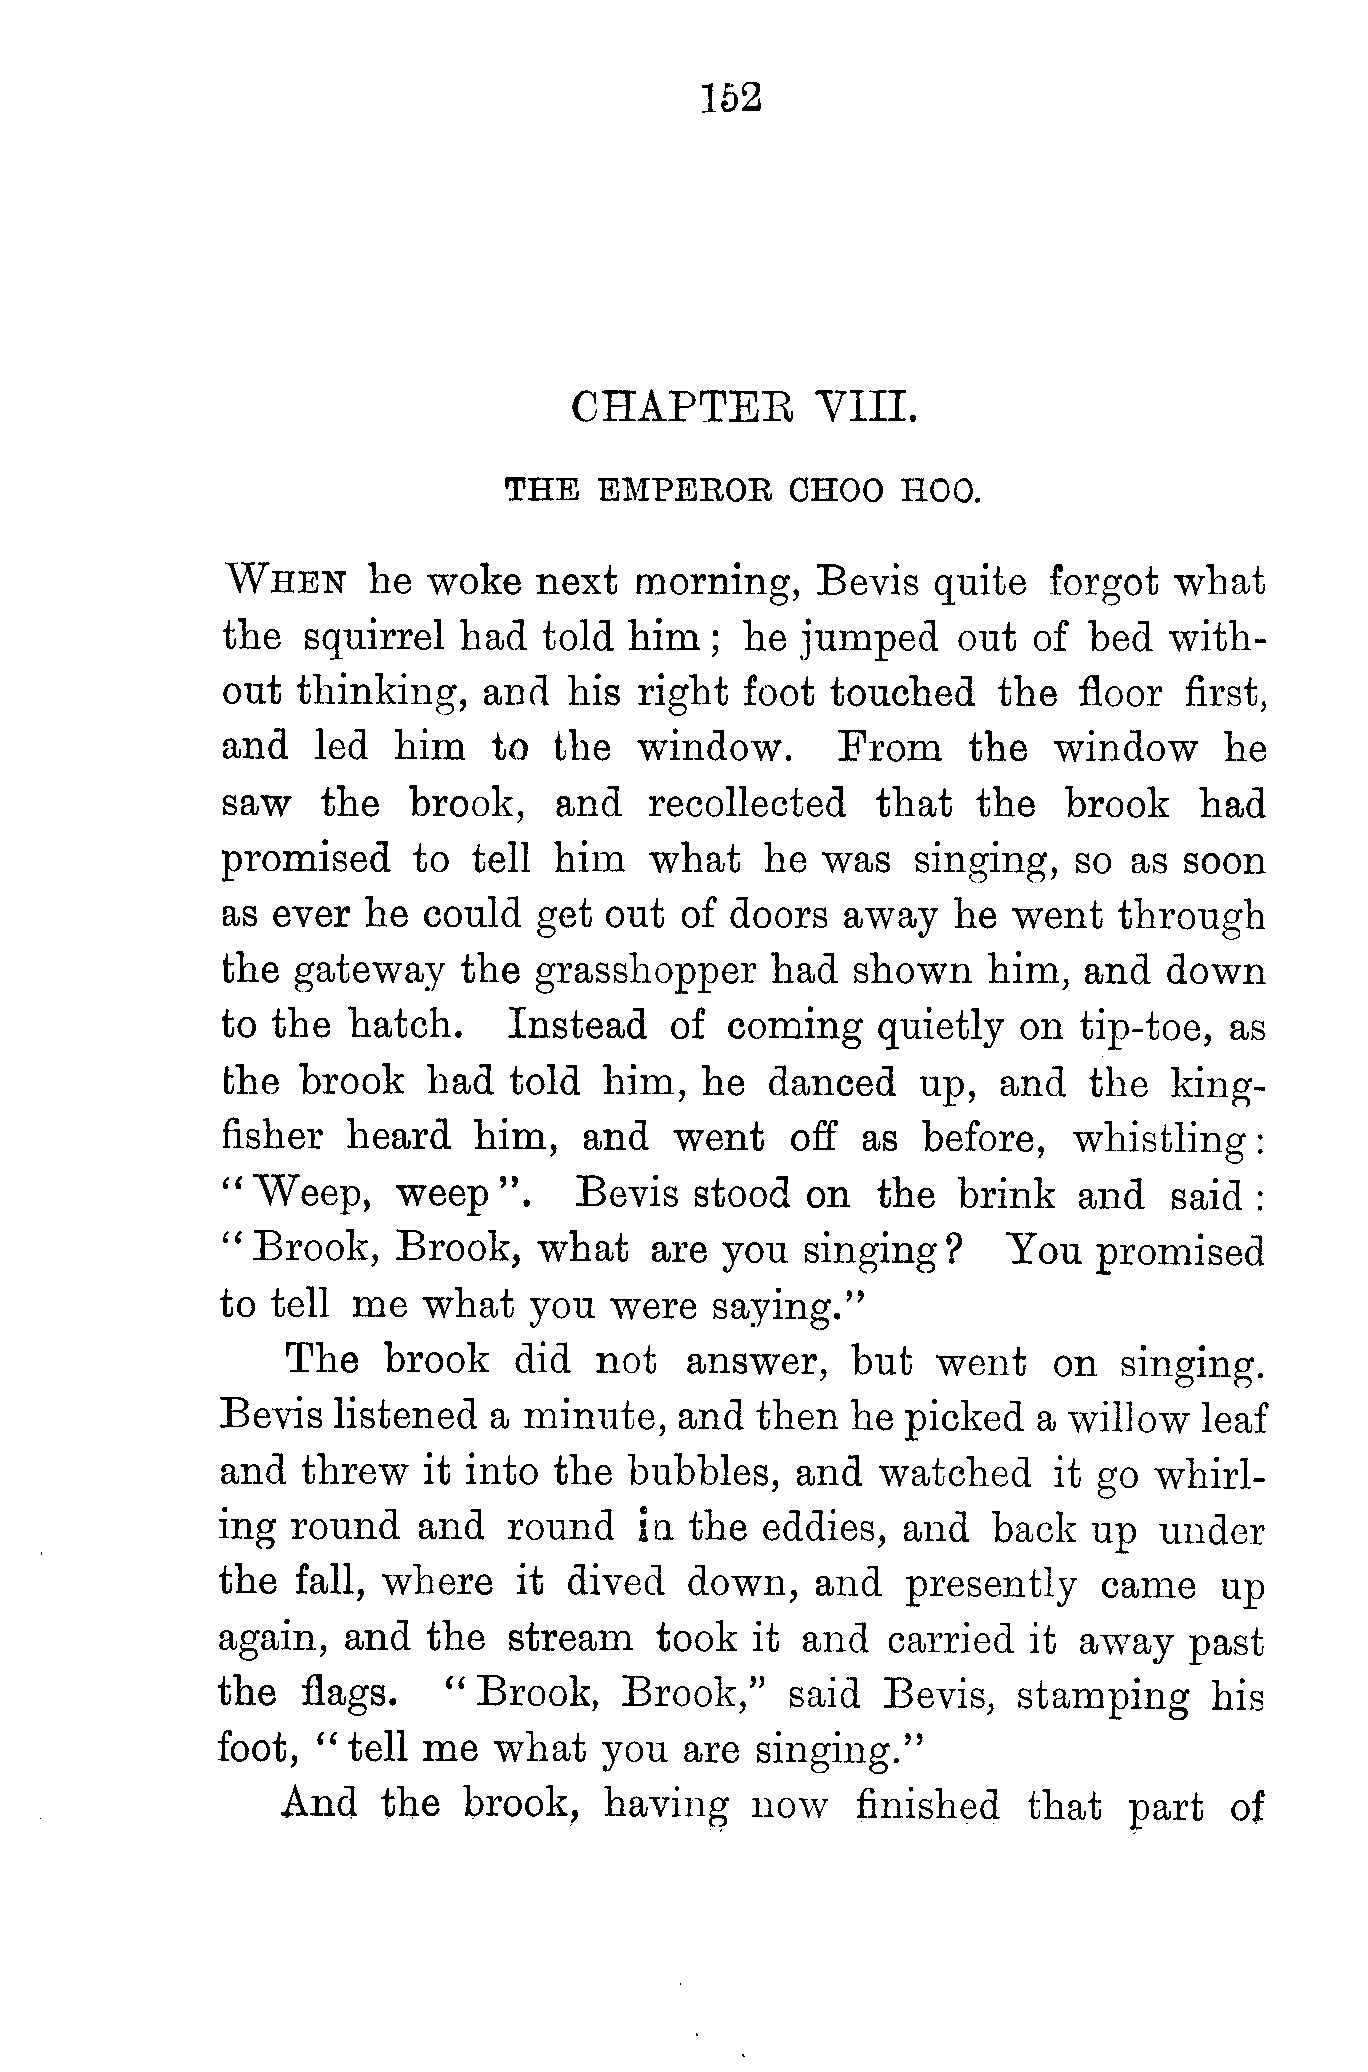 152
CHAPTER VIII.
THE EMPEROR CHOO HOO.
WHEN he woke next morning, Bevis quite forgot what
the squirrel had told him; he jumped out of bed with-
out thinking, and his right foot touched the floor first,
and led him to the window. From the window he
saw the brook, and recollected that the brook had
promised to tell him what he was singing, so as soon
as ever he could get out of doors away he went through
the gateway the grasshopper had shown him, and down
to the hatch. Instead of coming quietly on tip-toe, as
the brook had told him, he danced up, and the king-
fisher heard him, and went off as before, whistling:
"Weep, weep". Bevis stood on the brink and said:
"Brook, Brook, what are you singing? You promised
to tell me what you were saying."
The brook did not answer, but went on singing.
Bevis listened a minute, and then he picked a willow leaf
and threw it into the bubbles, and watched it go whirl-
ing round and round in the eddies, and back up under
the fall, where it dived down, and presently came up
again, and the stream took it and carried it away past
the flags. "Brook, Brook," said Bevis, stamping his
foot, "tell me what you are singing."
And the brook, having now finished that part of